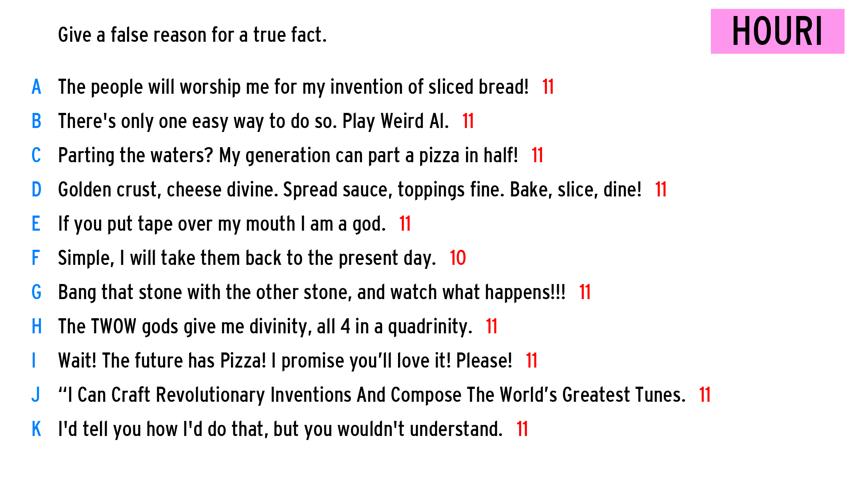 Give a false reason for a true fact.
HOURI
A The people will worship me for my invention of sliced bread! 11
B There's only one easy way to do so. Play Weird Al. 11
C Parting the waters? My generation can part a pizza in half! 11
D Golden crust, cheese divine. Spread sauce, toppings fine. Bake, slice, dine! 11
E If you put tape over my mouth I am a god. 11
F Simple, I will take them back to the present day. 10
G Bang that stone with the other stone, and watch what happens!!! 11
H The TWOW gods give me divinity, all 4 in a quadrinity. 11
I Wait! The future has Pizza! I promise you’ll love it! Please! 11
J “I Can Craft Revolutionary Inventions And Compose The World’s Greatest Tunes. 11
K I'd tell you how I'd do that, but you wouldn't understand. 11